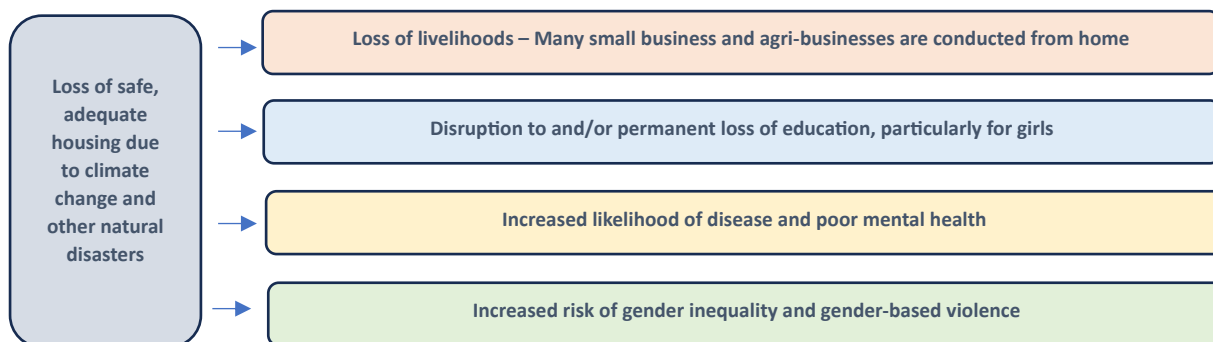 Loss of safe,
adequate
housing due
to climate
change and
other natural
disasters
Loss of livelihoods – Many small business and agri-businesses are conducted from home
Disruption to and/or permanent loss of education, particularly for girls
Increased likelihood of disease and poor mental health
Increased risk of gender inequality and gender-based violence